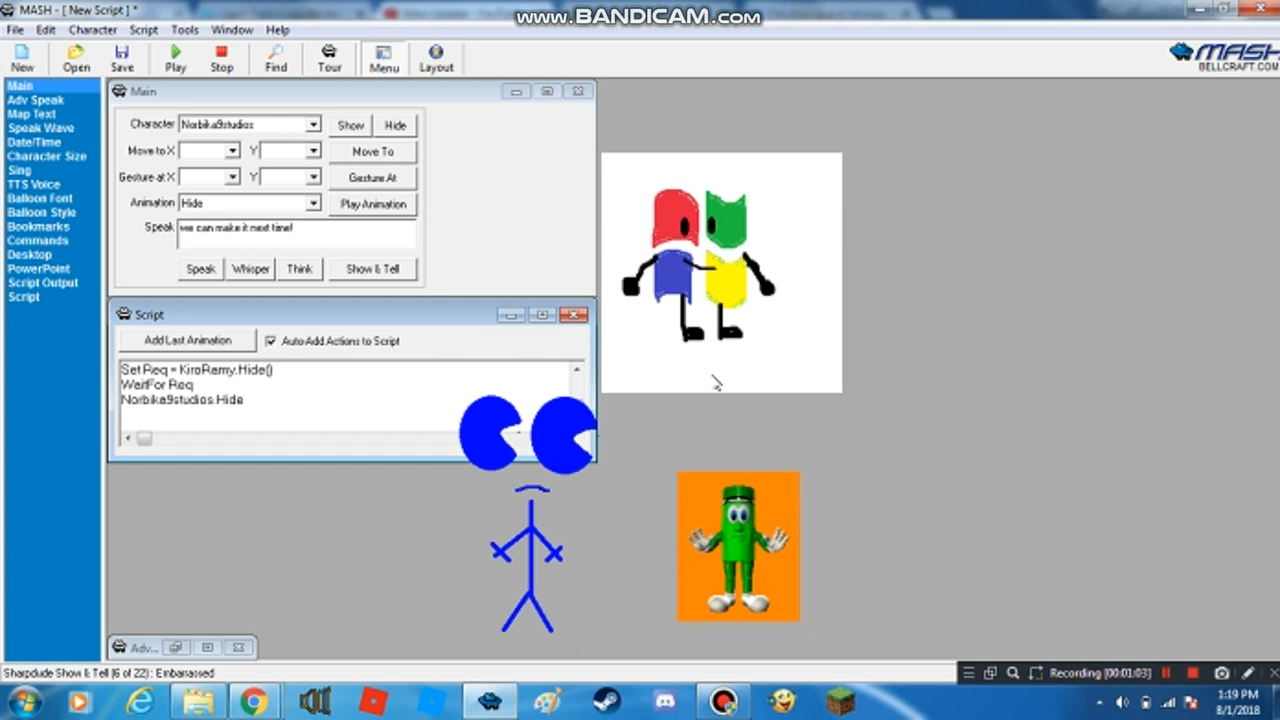 MASH - [ New Script ] *
www.BANDICAM.com
File Edit Character Script Tools Window Help
New Open Save Play Stop Find Tour Menu Layout
MASH
BELLCRAFT.COM
Main
Adv Speak
Map Text
Speak Wave
Date/Time
Character Size
Sing
TTS Voice
Balloon Font
Balloon Style
Bookmarks
Commands
Desktop
PowerPoint
Script Output
Script
Main
Character Norbika9studios Show Hide
Move to X Y Move To
Gesture at X Y Gesture At
Animation Hide Play Animation
Speak we can make it next time!
Speak Whisper Think Show & Tell
Script
Add Last Animation Auto-Add Actions to Script
Set Req = KiroRamy.Hide()
WaitFor Req
Norbika9studios.Hide
Adv...
Sharpdude Show & Tell (6 of 22): Embarrassed
Recording [00:01:03]
1:19 PM
8/1/2018